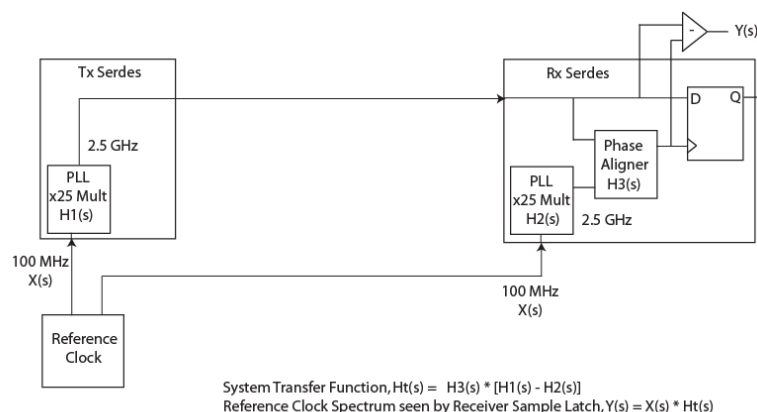 Y(s)
-
Tx Serdes
Rx Serdes
D
Q
2.5 GHz
Phase
Aligner
H3(s)
PLL
x25 Mult
H1(s)
PLL
x25 Mult
H2(s)
2.5 GHz
100 MHz
X(s)
100 MHz
X(s)
Reference
Clock
System Transfer Function, Ht(s) = H3(s) * [H1(s) - H2(s)]
Reference Clock Spectrum seen by Receiver Sample Latch, Y(s) = X(s) * Ht(s)